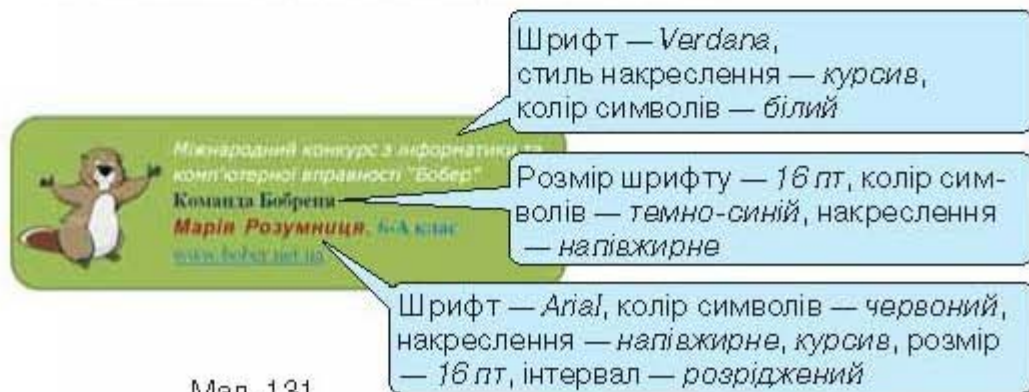 Шрифт — Verdana,
стиль накреслення — курсив,
колір символів — білий
Міжнародний конкурс з інформатики та
комп'ютерної вправності "Бобер"
Команда Бобреня
Марія Розумниця, 6-А клас
www.bober.net.ua
Розмір шрифту — 16 пт, колір сим-
волів — темно-синій, накреслення
— напівжирне
Шрифт — Arial, колір символів — червоний,
накреслення — напівжирне, курсив, розмір
— 16 пт, інтервал — розріджений
Мал. 131